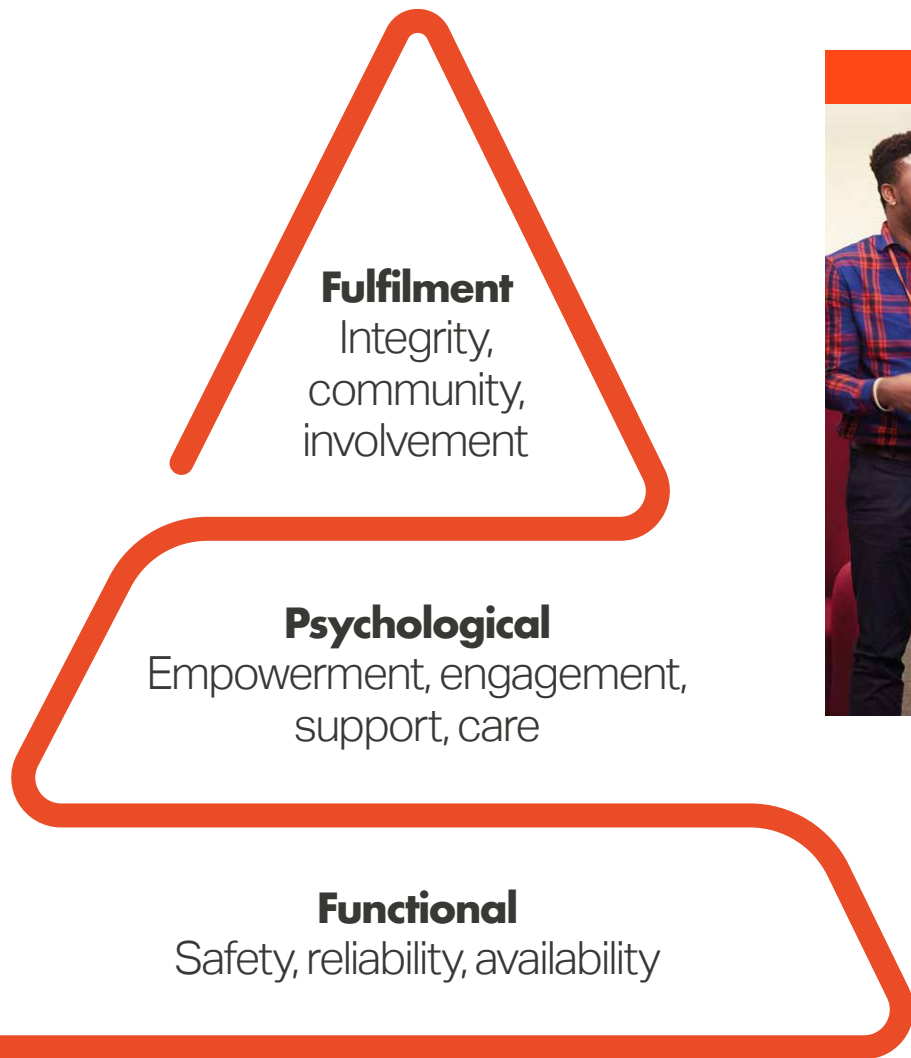 Fulfilment
Integrity,
community,
involvement
Psychological
Empowerment, engagement,
support, care
Functional
Safety, reliability, availability